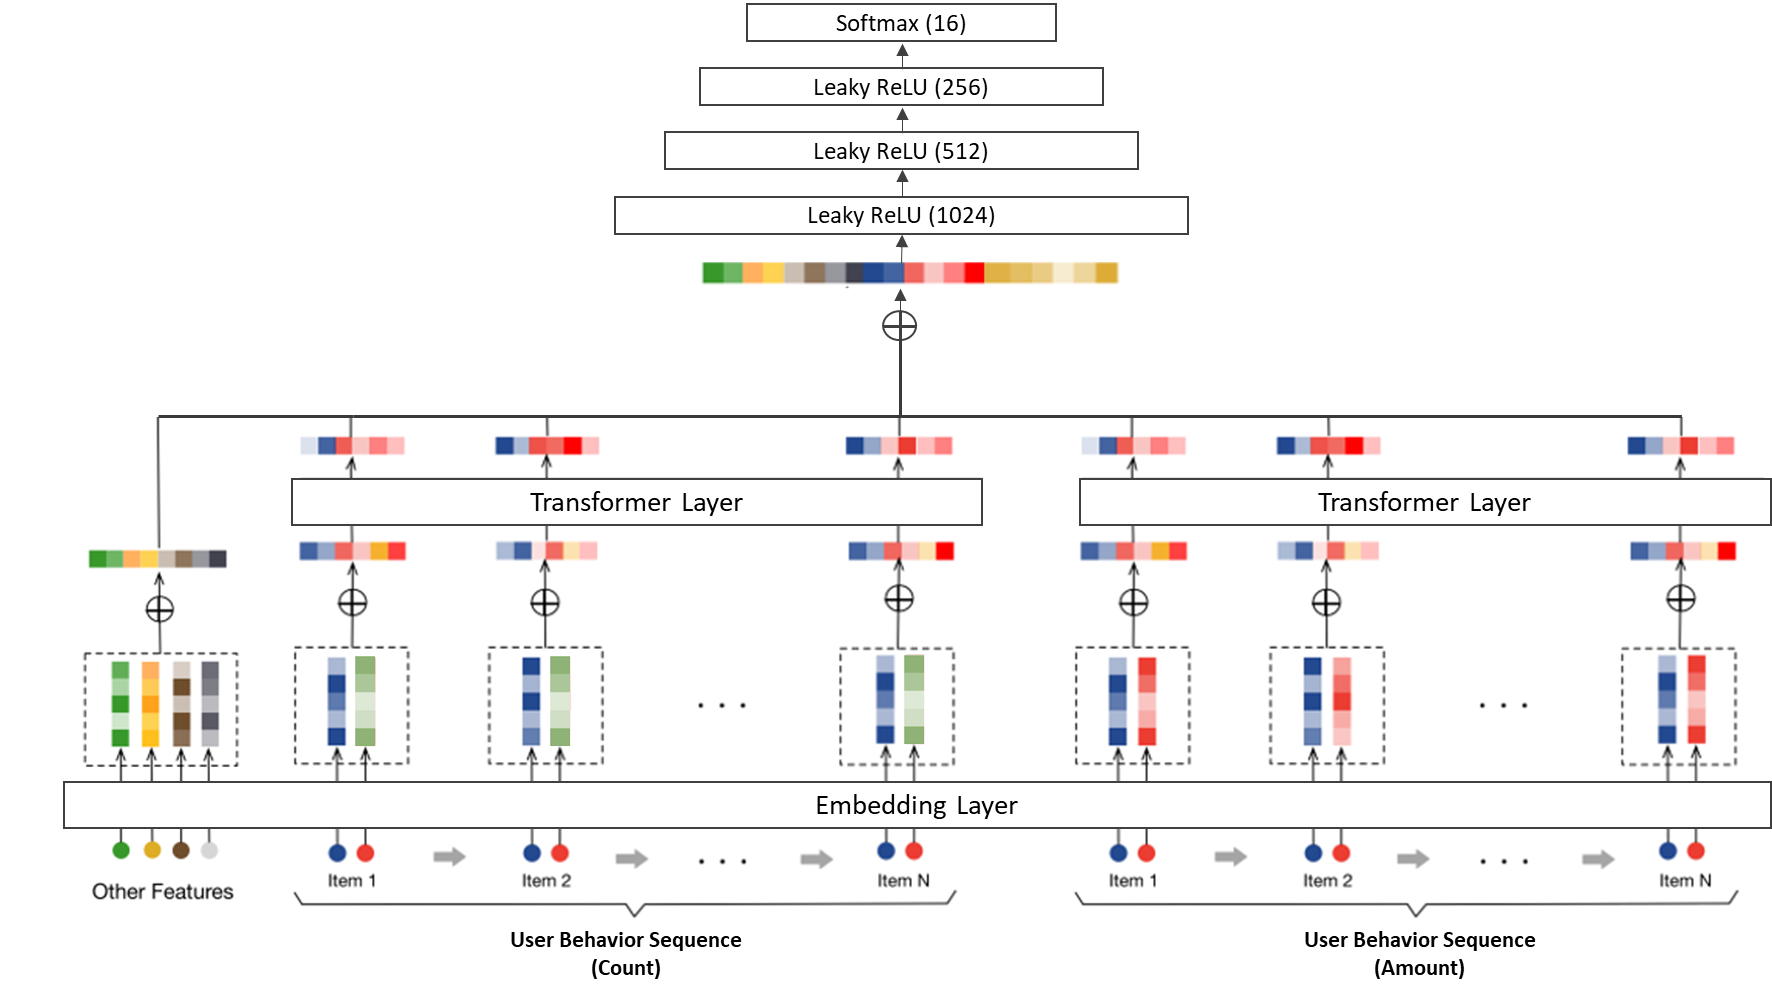 Softmax (16)
Leaky ReLU (256)
Leaky ReLU (512)
Leaky ReLU (1024)
Transformer Layer
Transformer Layer
. . .
. . .
Embedding Layer
Other Features
Item 1
Item 2
. . .
Item N
Item 1
Item 2
. . .
Item N
User Behavior Sequence
(Count)
User Behavior Sequence
(Amount)